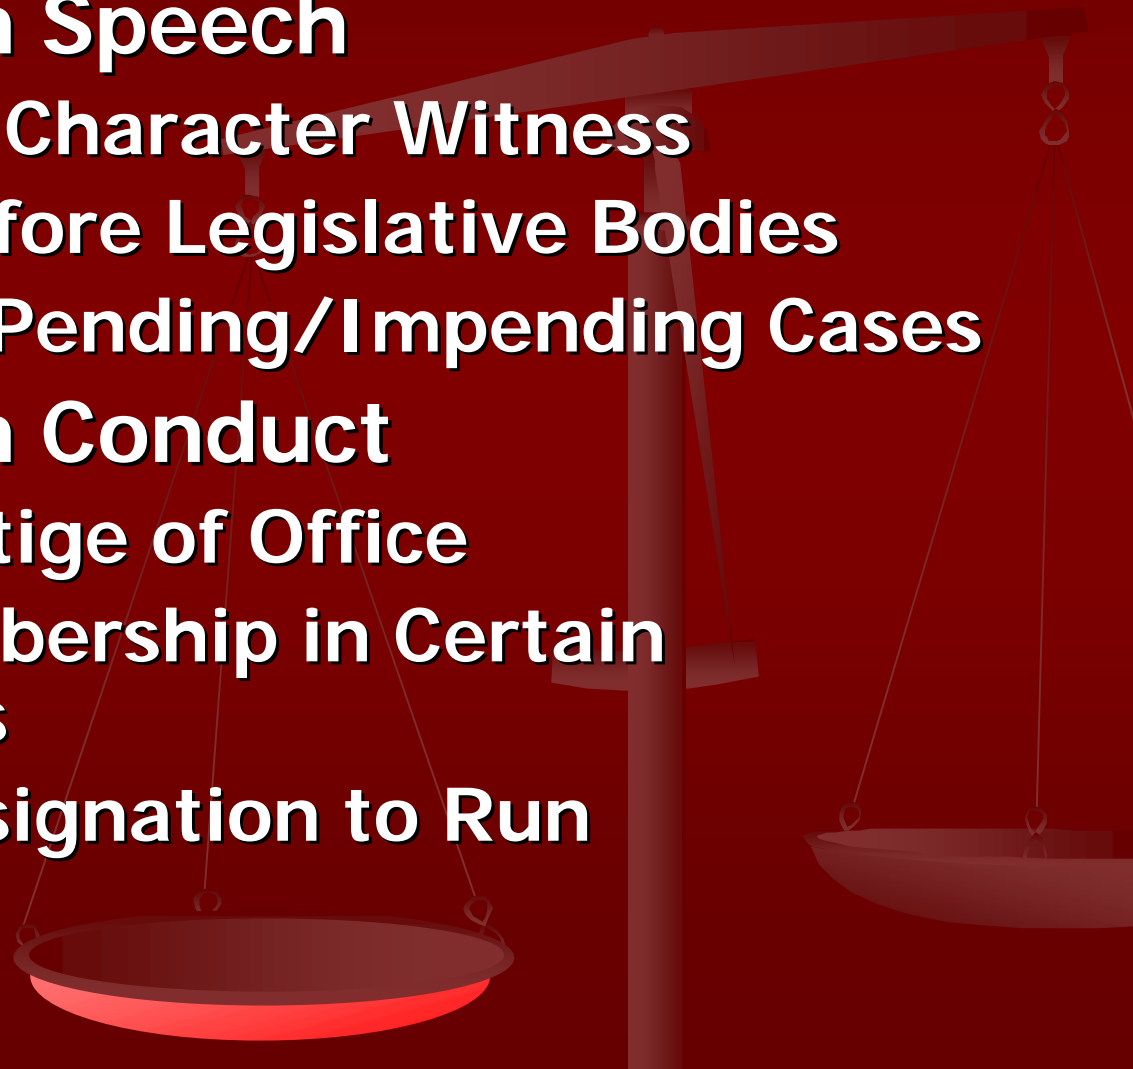 n Speech
Character Witness
fore Legislative Bodies
Pending/Impending Cases
n Conduct
tige of Office
bership in Certain
s
signation to Run